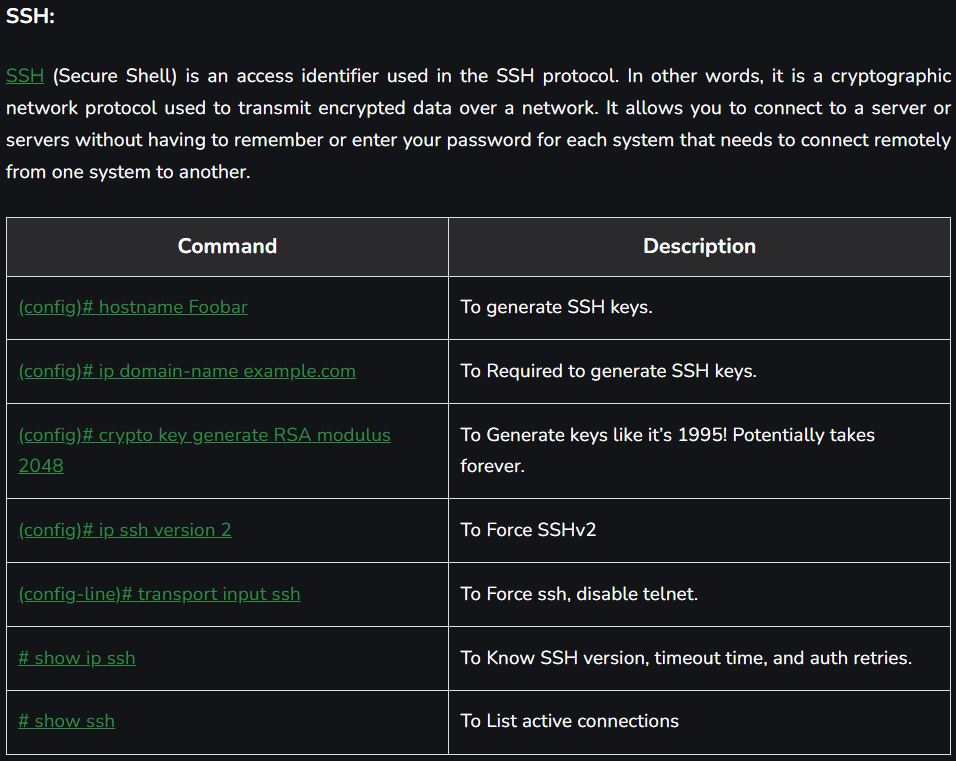 SSH:
SSH (Secure Shell) is an access identifier used in the SSH protocol. In other words, it is a cryptographic
network protocol used to transmit encrypted data over a network. It allows you to connect to a server or
servers without having to remember or enter your password for each system that needs to connect remotely
from one system to another.
Command Description
(config)# hostname Foobar To generate SSH keys.
(config)# ip domain-name example.com To Required to generate SSH keys.
(config)# crypto key generate RSA modulus
2048
To Generate keys like it’s 1995! Potentially takes
forever.
(config)# ip ssh version 2 To Force SSHv2
(config-line)# transport input ssh To Force ssh, disable telnet.
# show ip ssh To Know SSH version, timeout time, and auth retries.
# show ssh To List active connections